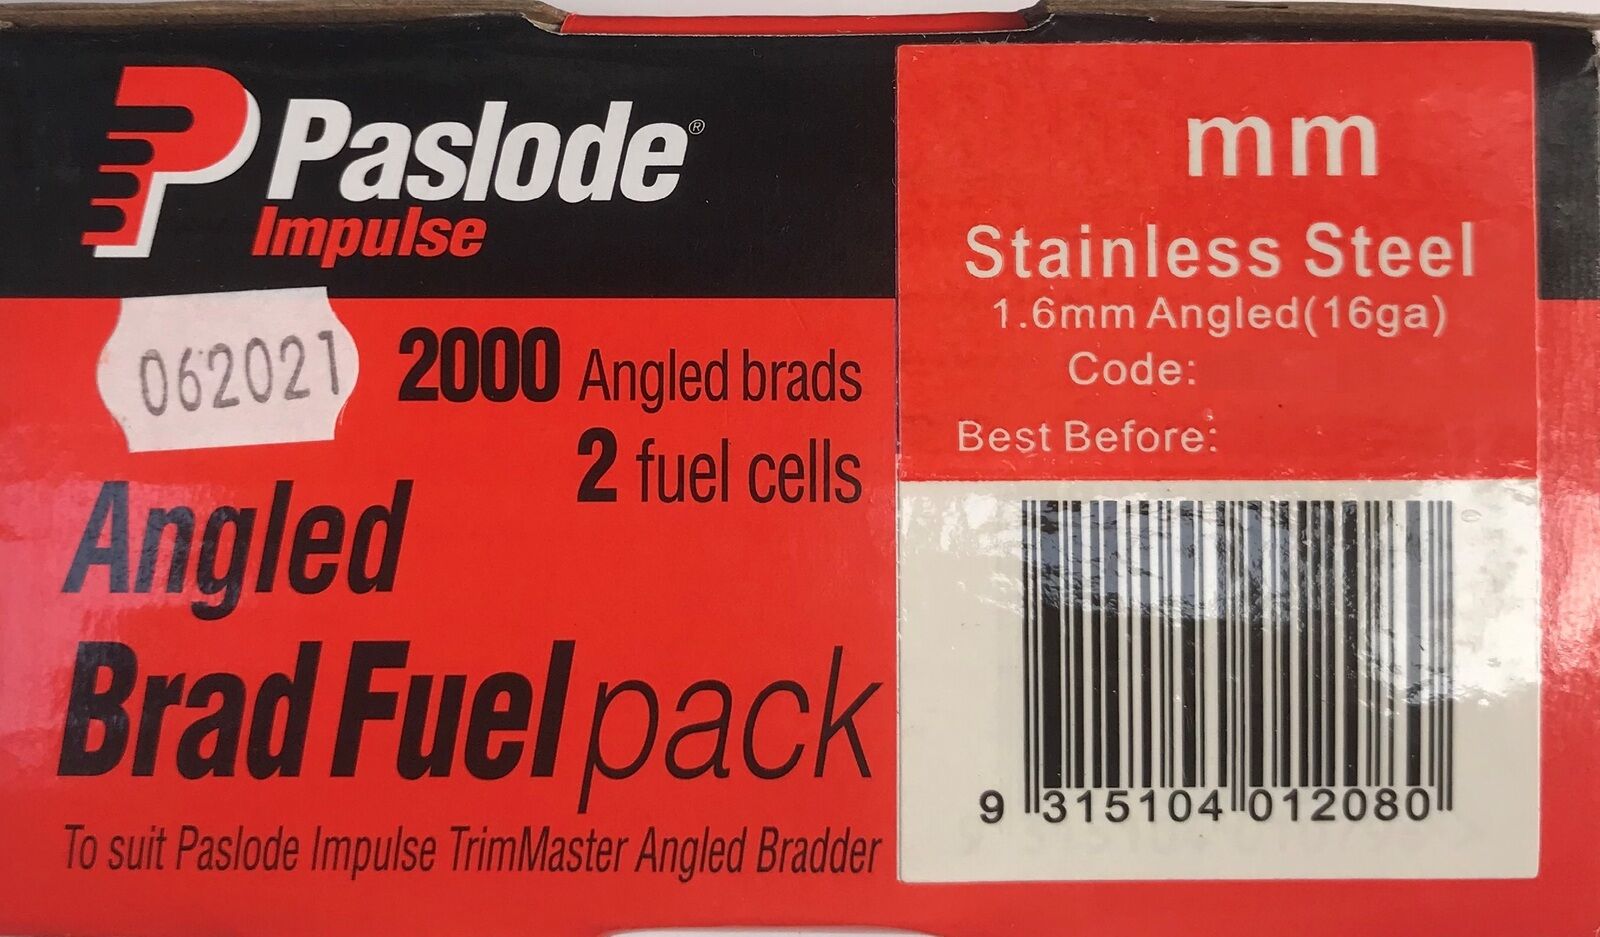 Paslode®
Impulse
062021
2000 Angled brads
2 fuel cells
Angled
Brad Fuel pack
To suit Paslode Impulse TrimMaster Angled Bradder
mm
Stainless Steel
1.6mm Angled(16ga)
Code:
Best Before:
9 315104 012080